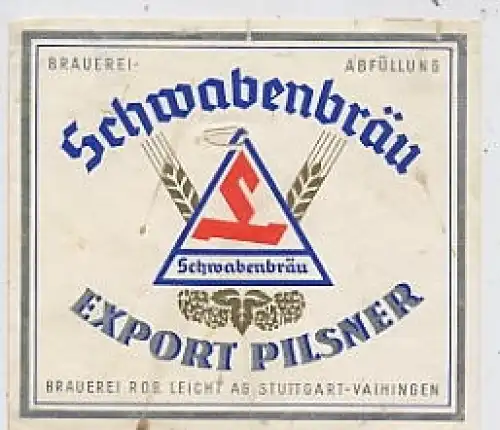 BRAUEREI- ABFÜLLUNG
Schwabenbräu
L
Schwabenbräu
EXPORT PILSNER
BRAUEREI ROB. LEICHT AG, STUTTGART-VAIHINGEN